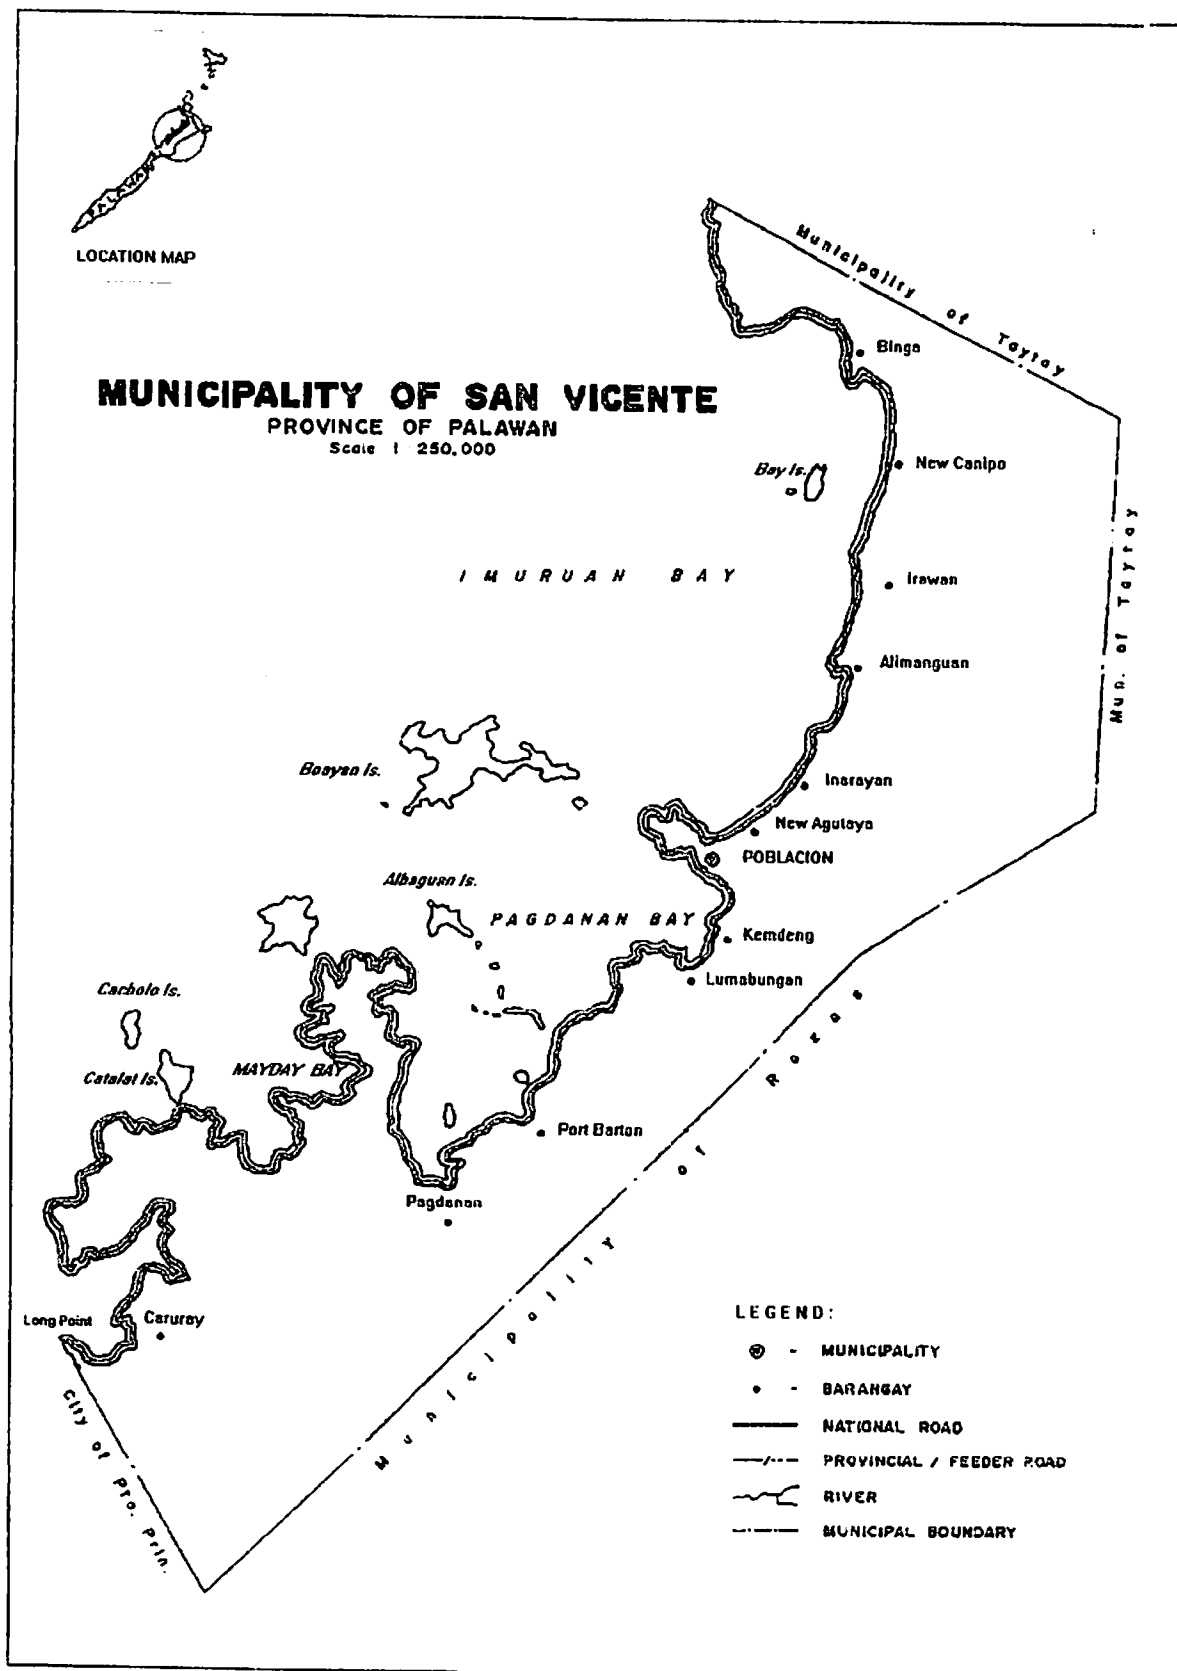 PALAWAN
LOCATION MAP
MUNICIPALITY OF SAN VICENTE
PROVINCE OF PALAWAN
Scale 1 250,000
Municipality of Taytay
Binga
Bay Is.
New Canipo
Mun. of Taytay
IMURUAN BAY
Irawan
Alimanguan
Boayan Is.
Inarayan
New Agutaya
POBLACION
Albaguan Is.
PAGDANAN BAY
Kemdeng
Lumabungan
Cacbolo Is.
MAYDAY BAY
Catalat Is.
Port Barton
Pagdanan
Municipality of Roxas
Long Point
Caruray
City of Pto. Prin.
LEGEND:
- MUNICIPALITY
- BARANGAY
NATIONAL ROAD
PROVINCIAL / FEEDER ROAD
RIVER
MUNICIPAL BOUNDARY